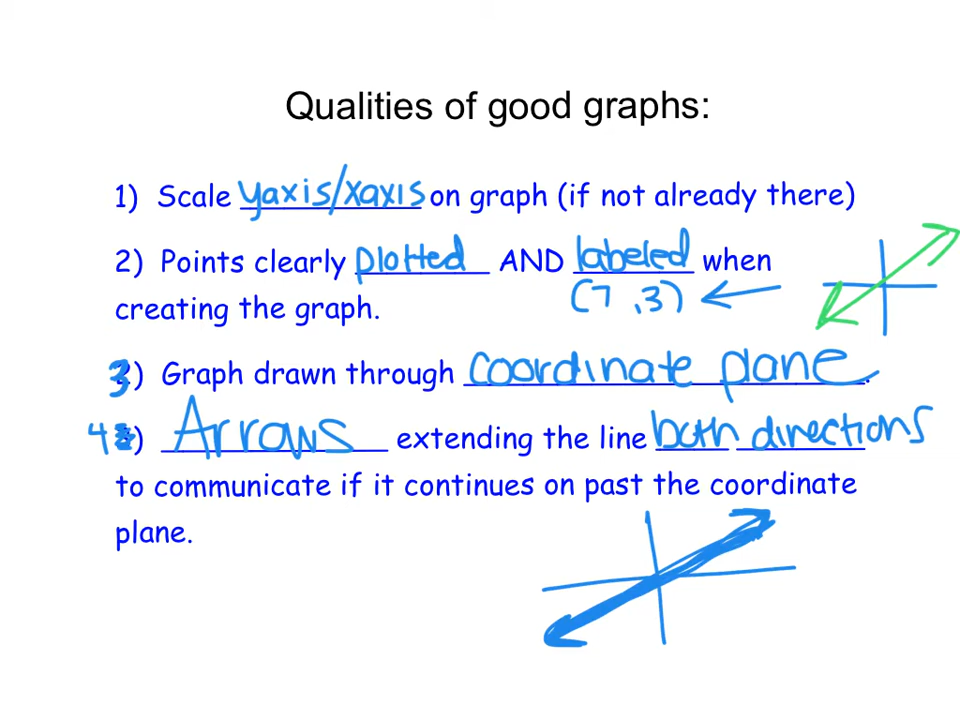 Qualities of good graphs:
1) Scale yaxis/xaxis on graph (if not already there)
2) Points clearly plotted AND labeled when
creating the graph.
(7,3)
3) Graph drawn through coordinate plane.
4) Arrows extending the line both directions
to communicate if it continues on past the coordinate
plane.